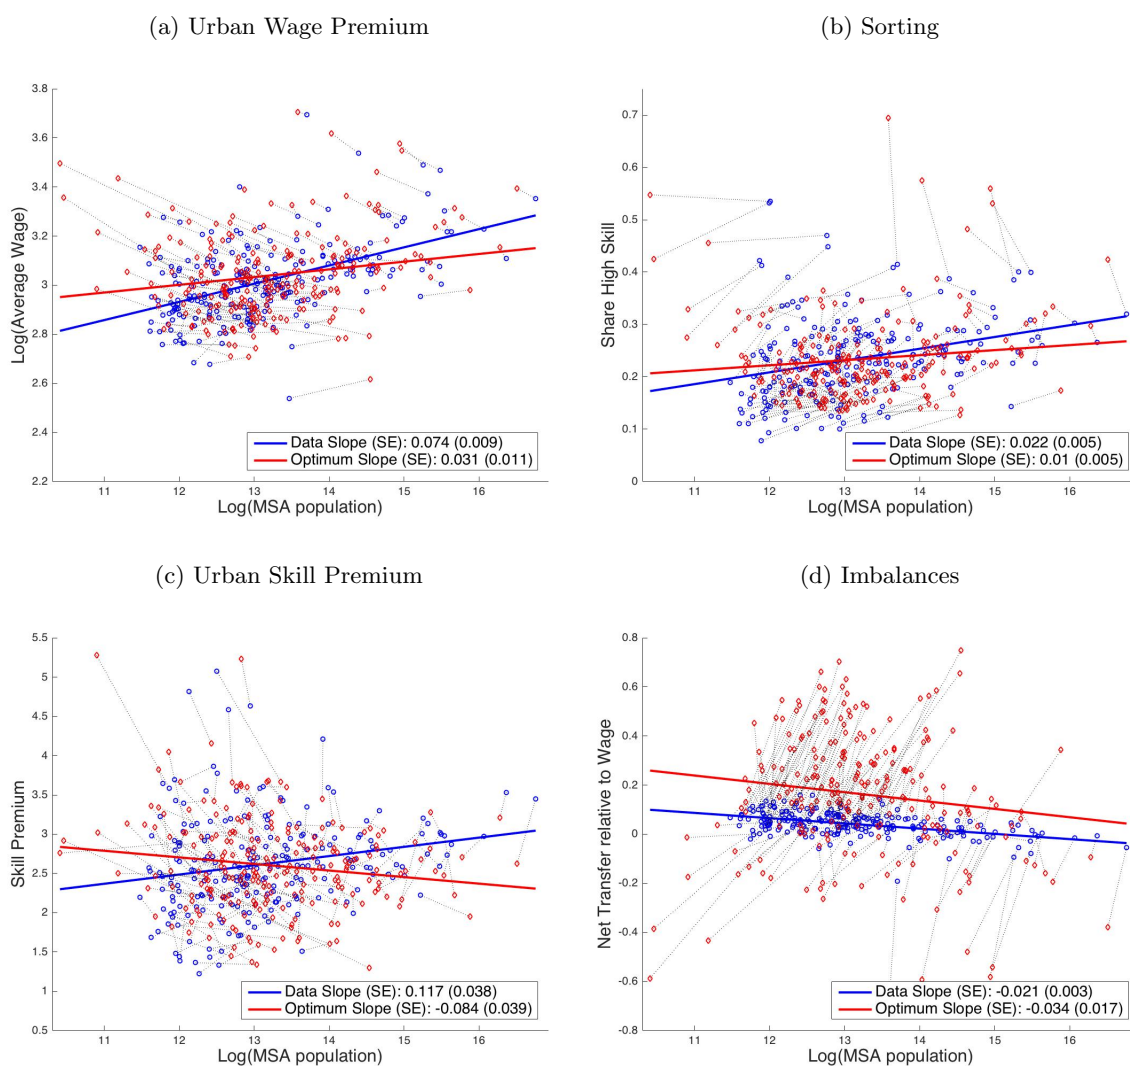 (a) Urban Wage Premium
(b) Sorting
3.8
3.6
3.4
3.2
3
2.8
2.6
2.4
2.2
Log(Average Wage)
Data Slope (SE): 0.074 (0.009)
Optimum Slope (SE): 0.031 (0.011)
11 12 13 14 15 16
Log(MSA population)
0.7
0.6
0.5
0.4
0.3
0.2
0.1
0
Share High Skill
Data Slope (SE): 0.022 (0.005)
Optimum Slope (SE): 0.01 (0.005)
11 12 13 14 15 16
Log(MSA population)
(c) Urban Skill Premium
(d) Imbalances
5.5
5
4.5
4
3.5
3
2.5
2
1.5
1
0.5
Skill Premium
Data Slope (SE): 0.117 (0.038)
Optimum Slope (SE): -0.084 (0.039)
11 12 13 14 15 16
Log(MSA population)
0.8
0.6
0.4
0.2
0
-0.2
-0.4
-0.6
-0.8
Net Transfer relative to Wage
Data Slope (SE): -0.021 (0.003)
Optimum Slope (SE): -0.034 (0.017)
11 12 13 14 15 16
Log(MSA population)